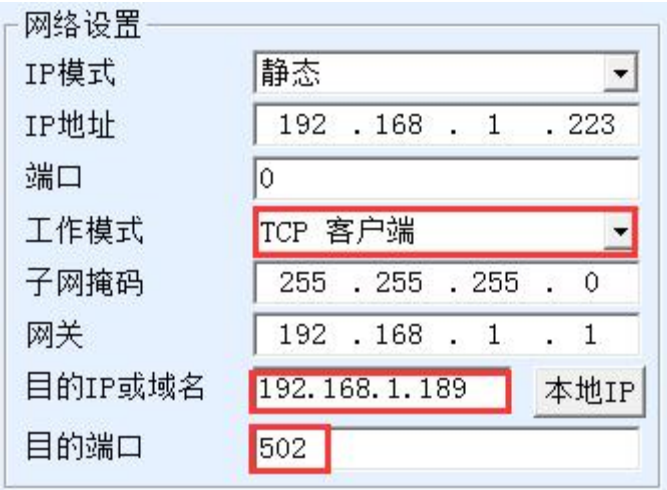 网络设置
IP模式 静态
IP地址 192 . 168 . 1 . 223
端口 0
工作模式 TCP 客户端
子网掩码 255 . 255 . 255 . 0
网关 192 . 168 . 1 . 1
目的IP或域名 192.168.1.189 本地IP
目的端口 502